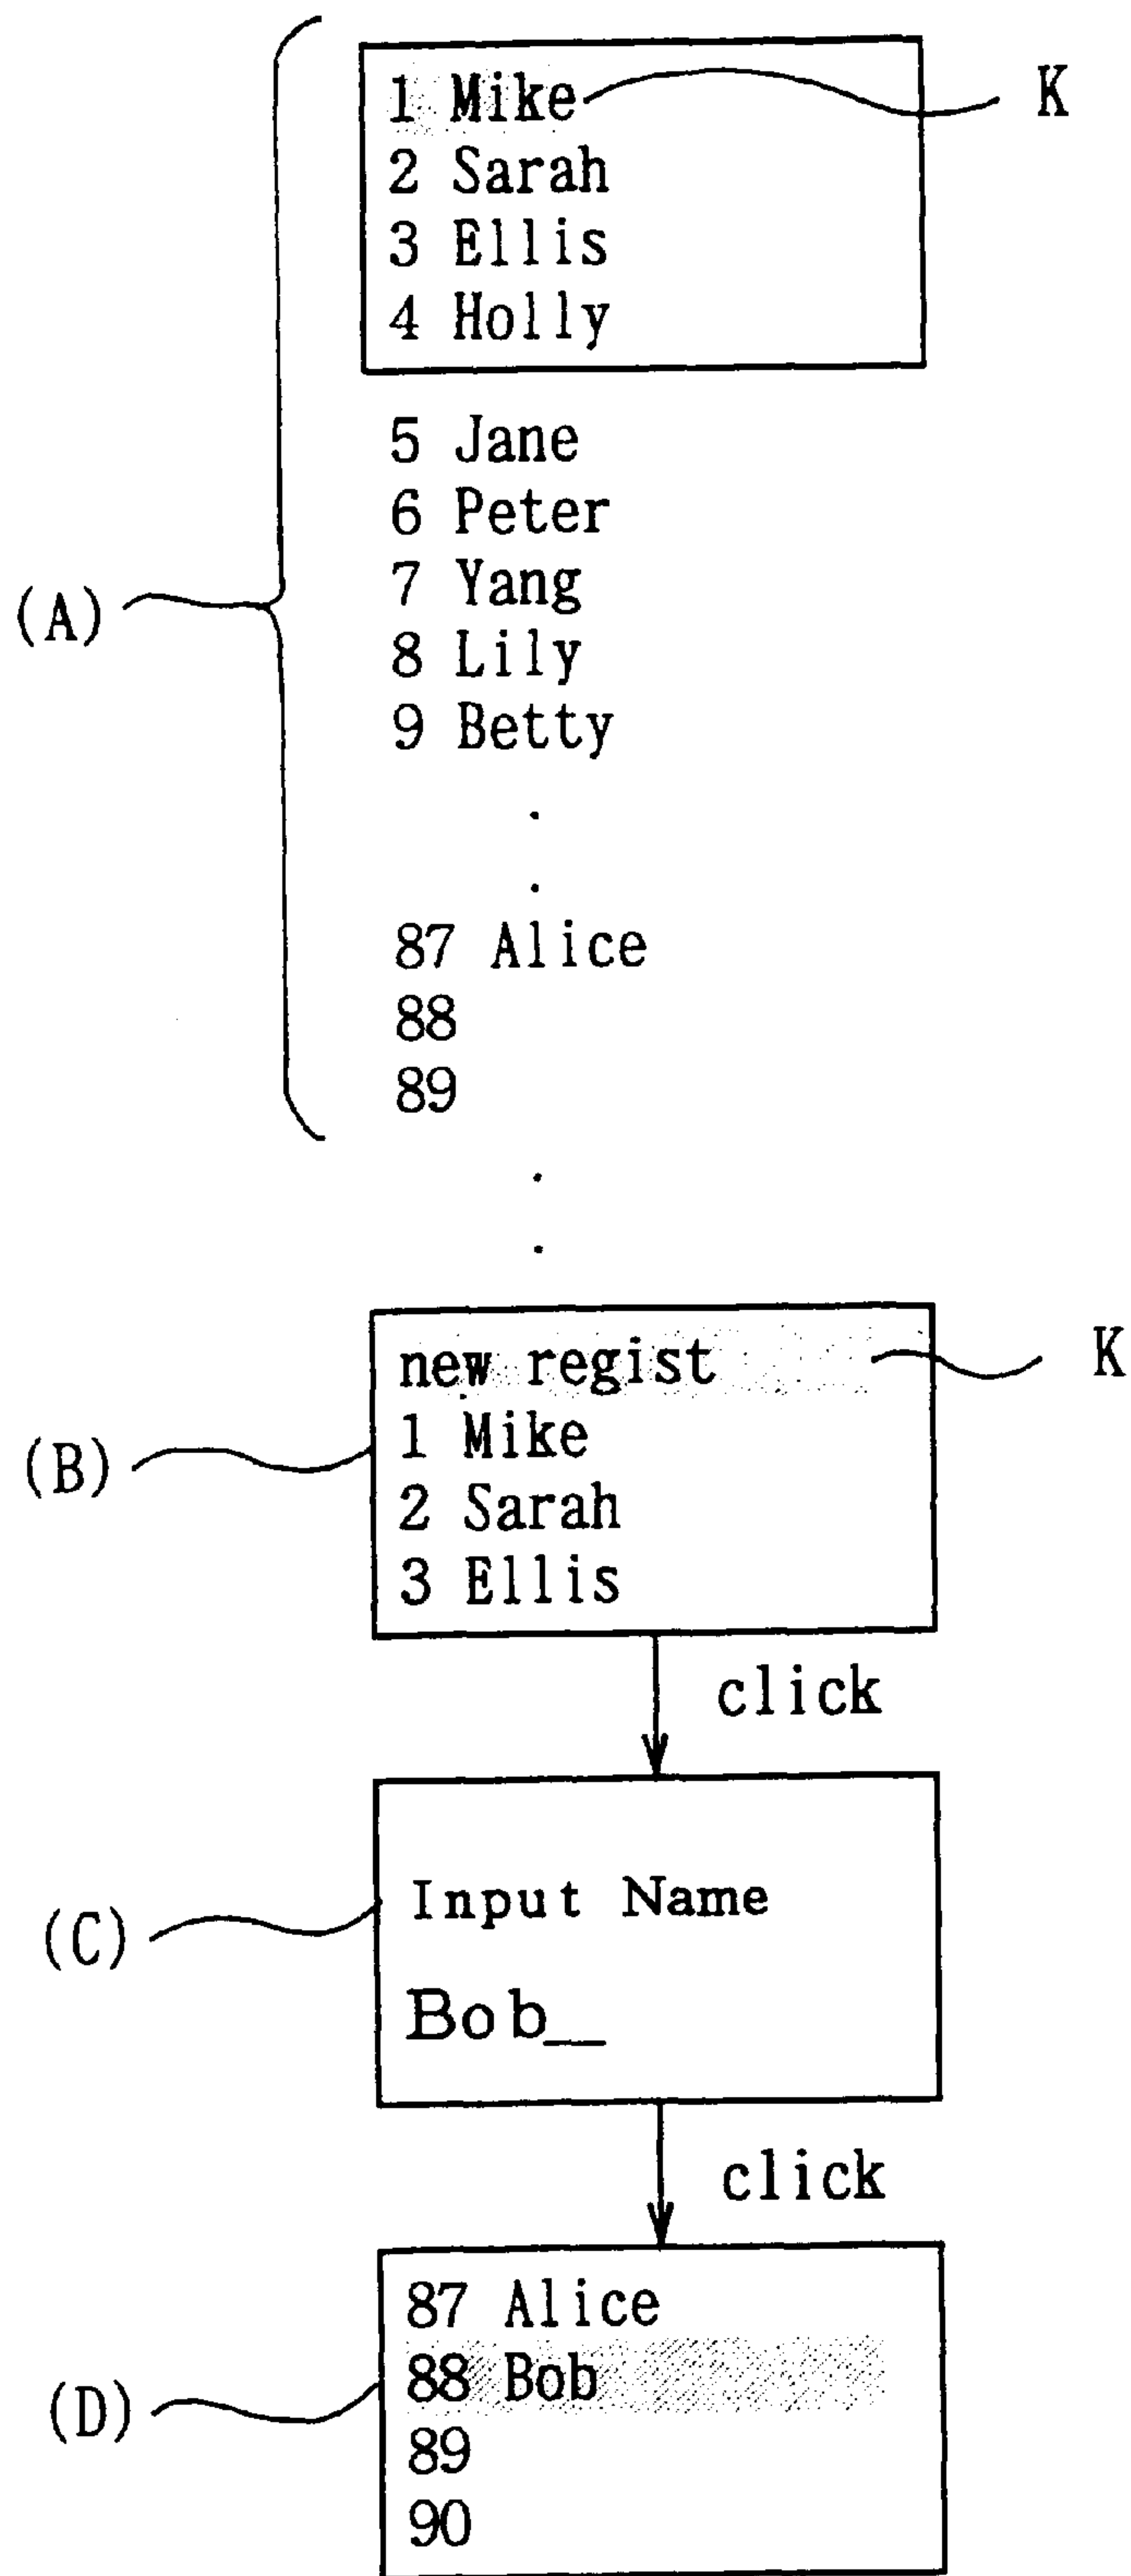 1 Mike K
2 Sarah
3 Ellis
4 Holly
5 Jane
6 Peter
(A)
7 Yang
8 Lily
9 Betty
.
.
87 Alice
88
89
.
.
new regist K
1 Mike
(B)
2 Sarah
3 Ellis
click
Input Name
(C)
Bob_
click
87 Alice
88 Bob
(D)
89
90